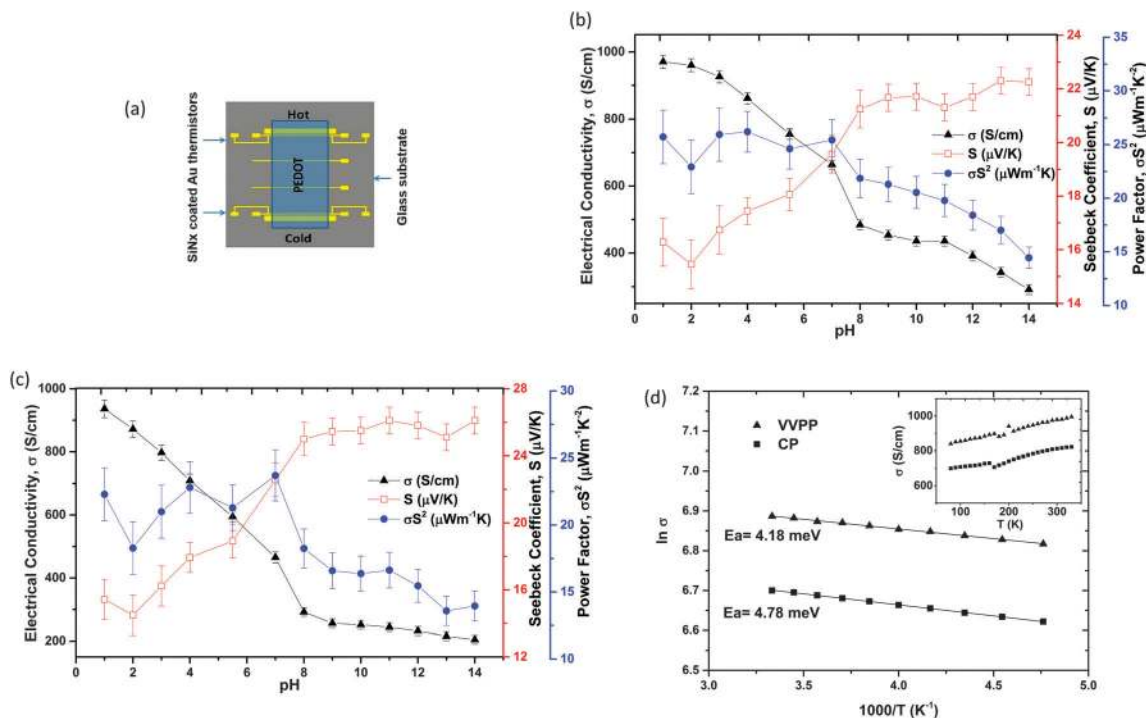 (a)
Hot
SiNx coated Au thermistors
PEDOT
Glass substrate
Cold
(b)
Electrical Conductivity, σ (S/cm)
1000
800
600
400
0 2 4 6 8 10 12 14
pH
σ (S/cm)
S (μV/K)
σS² (μWm⁻¹K)
24
22
20
18
16
14
Seebeck Coefficient, S (μV/K)
35
30
25
20
15
10
Power Factor, σS² (μWm⁻¹K⁻²)
(c)
Electrical Conductivity, σ (S/cm)
1000
800
600
400
200
0 2 4 6 8 10 12 14
pH
σ (S/cm)
S (μV/K)
σS² (μWm⁻¹K)
28
24
20
16
12
Seebeck Coefficient, S (μV/K)
30
25
20
15
10
Power Factor, σS² (μWm⁻¹K⁻²)
(d)
ln σ
7.2
7.1
7.0
6.9
6.8
6.7
6.6
6.5
VVPP
CP
Ea= 4.18 meV
Ea= 4.78 meV
3.0 3.5 4.0 4.5 5.0
1000/T (K⁻¹)
σ (S/cm)
1000
800
600
100 200 300
T (K)